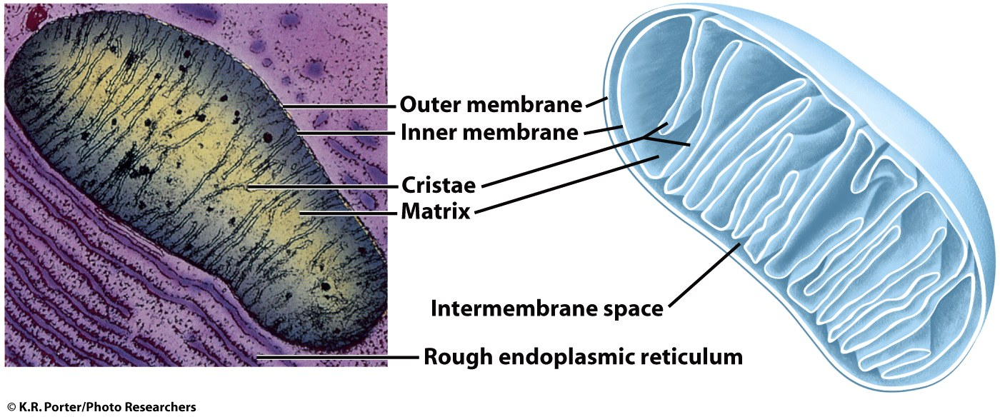 Outer membrane
Inner membrane
Cristae
Matrix
Intermembrane space
Rough endoplasmic reticulum
© K.R. Porter/Photo Researchers